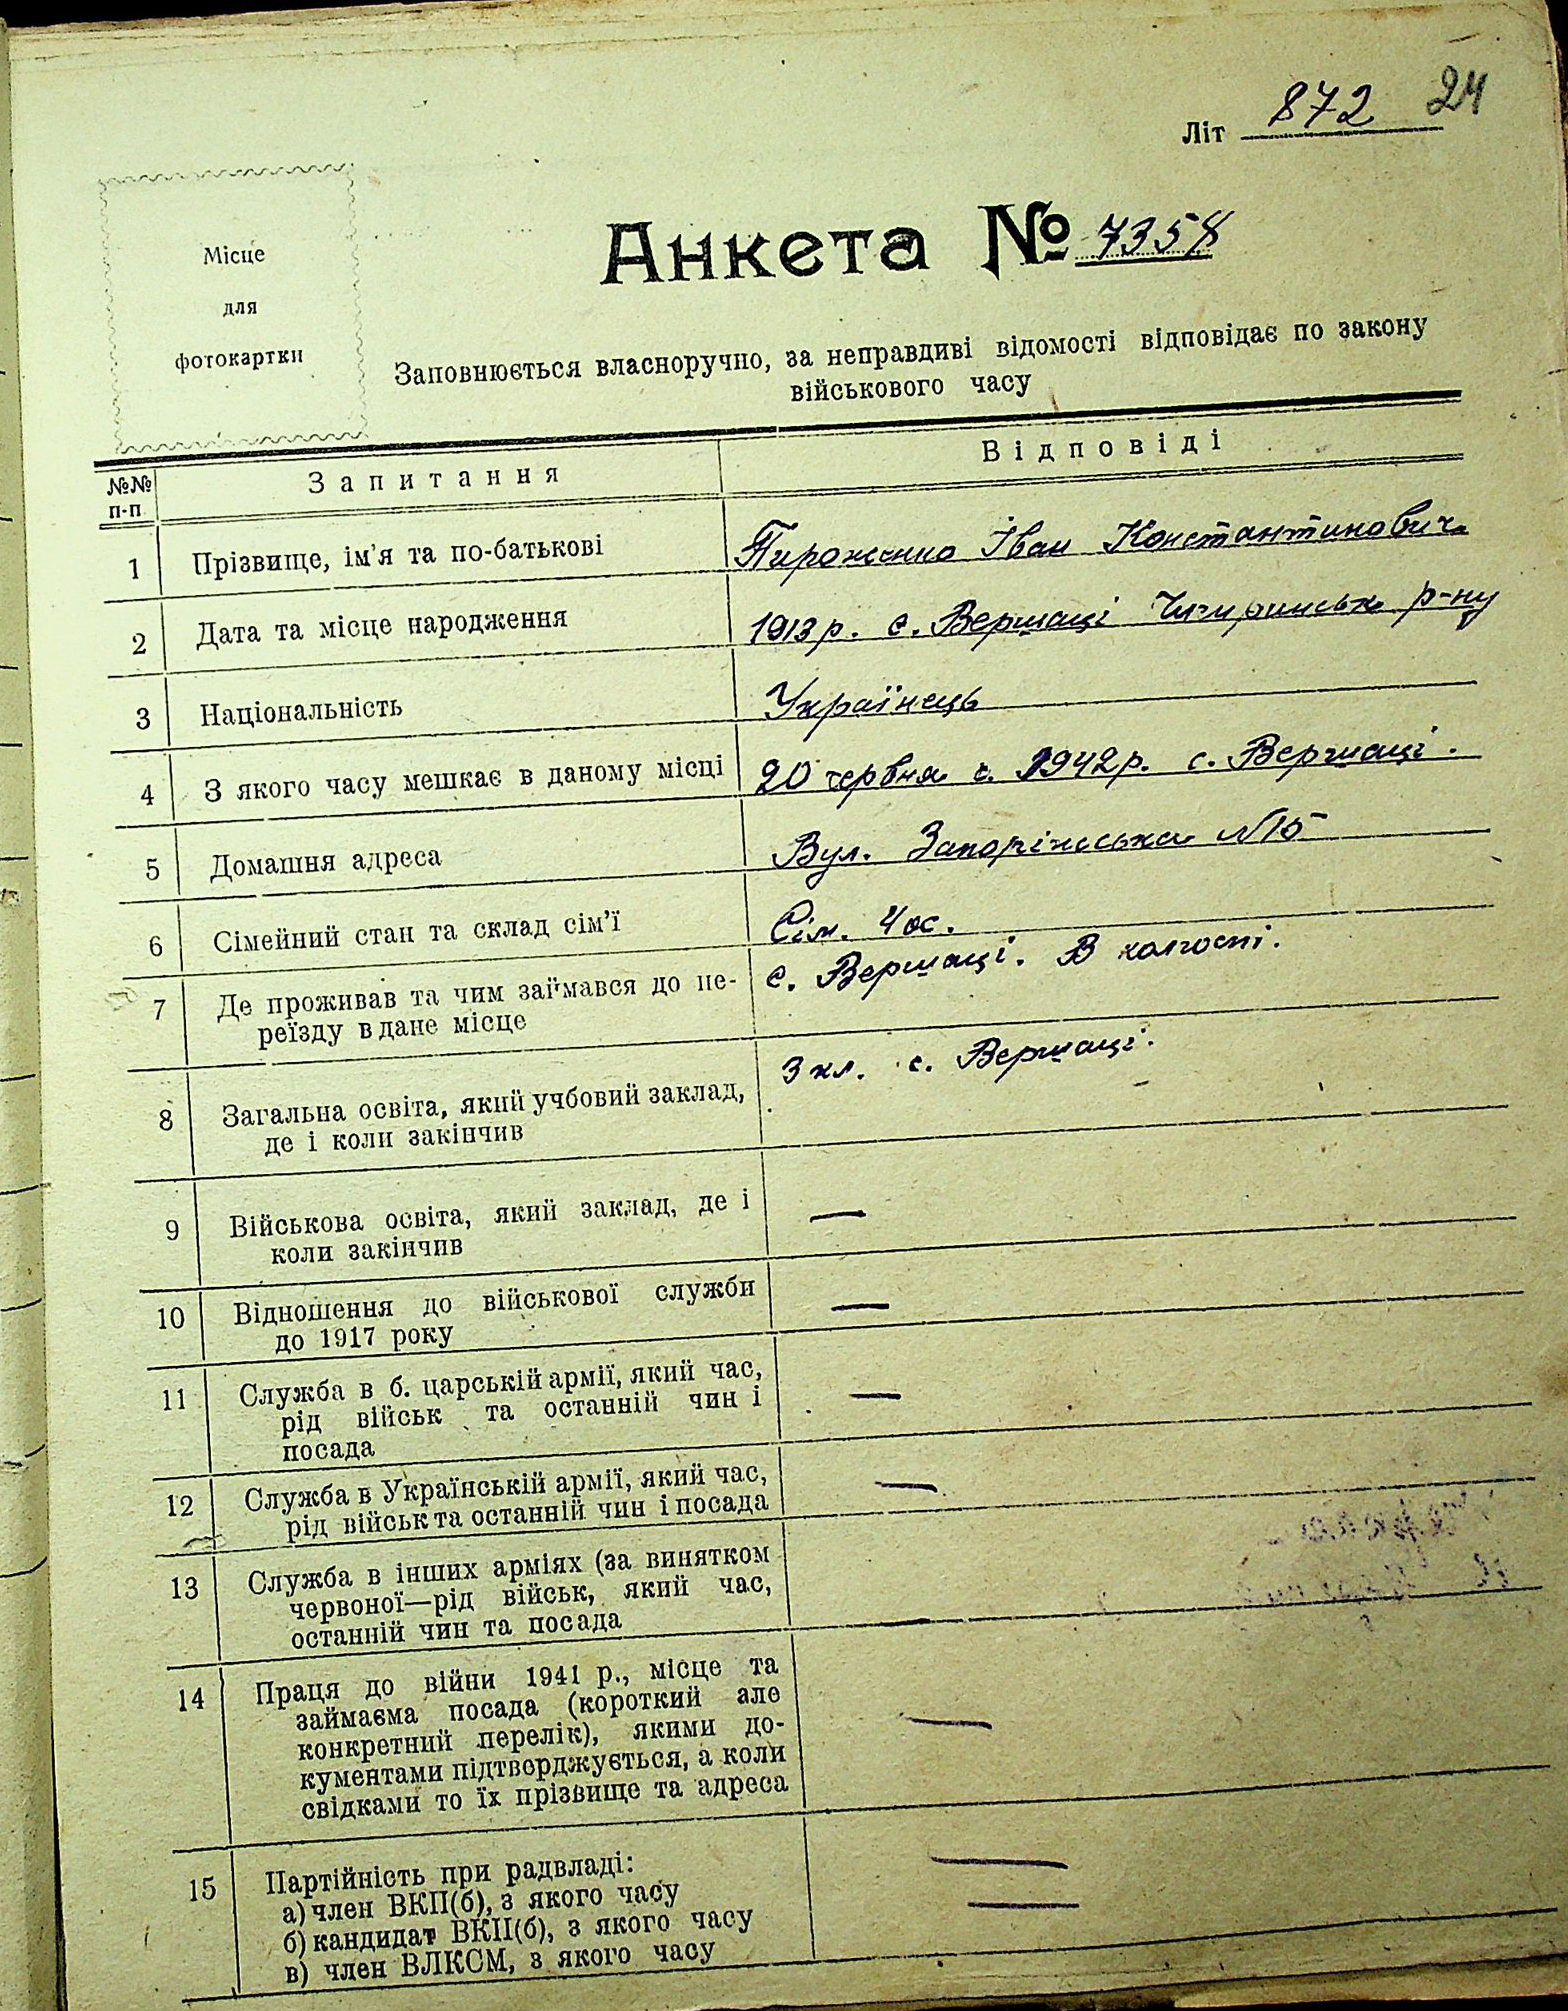 Літ 872 24
Місце
для
фотокартки
Анкета № 7358
Заповнюється власноручно, за неправдиві відомості відповідає по закону
військового часу
№№ п-п Запитання Відповіді
1 Прізвище, ім'я та по-батькові Іван Константинович
2 Дата та місце народження 1913 р. с. Вершаці р-ну
3 Національність Українець
4 З якого часу мешкає в даному місці 20 червня с. 1942 р. с. Вершаці.
5 Домашня адреса Вул. Запоріжська №15
6 Сімейний стан та склад сім'ї Сім. 4 ос.
7 Де проживав та чим займався до пе- с. Вершаці. В колгоспі.
реїзду в дане місце
8 Загальна освіта, який учбовий заклад, 3 кл. с. Вершаці.
де і коли закінчив
9 Військова освіта, який заклад, де і —
коли закінчив
10 Відношення до військової служби —
до 1917 року
11 Служба в б. царській армії, який час, —
рід військ та останній чин і
посада
12 Служба в Українській армії, який час, —
рід військ та останній чин і посада
13 Служба в інших арміях (за винятком
червоної—рід військ, який час, —
останній чин та посада
14 Праця до війни 1941 р., місце та
займаєма посада (короткий але —
конкретний перелік), якими до-
кументами підтверджується, а коли
свідками то їх прізвище та адреса
15 Партійність при радвладі: —
а) член ВКП(б), з якого часу —
б) кандидат ВКП(б), з якого часу
в) член ВЛКСМ, з якого часу